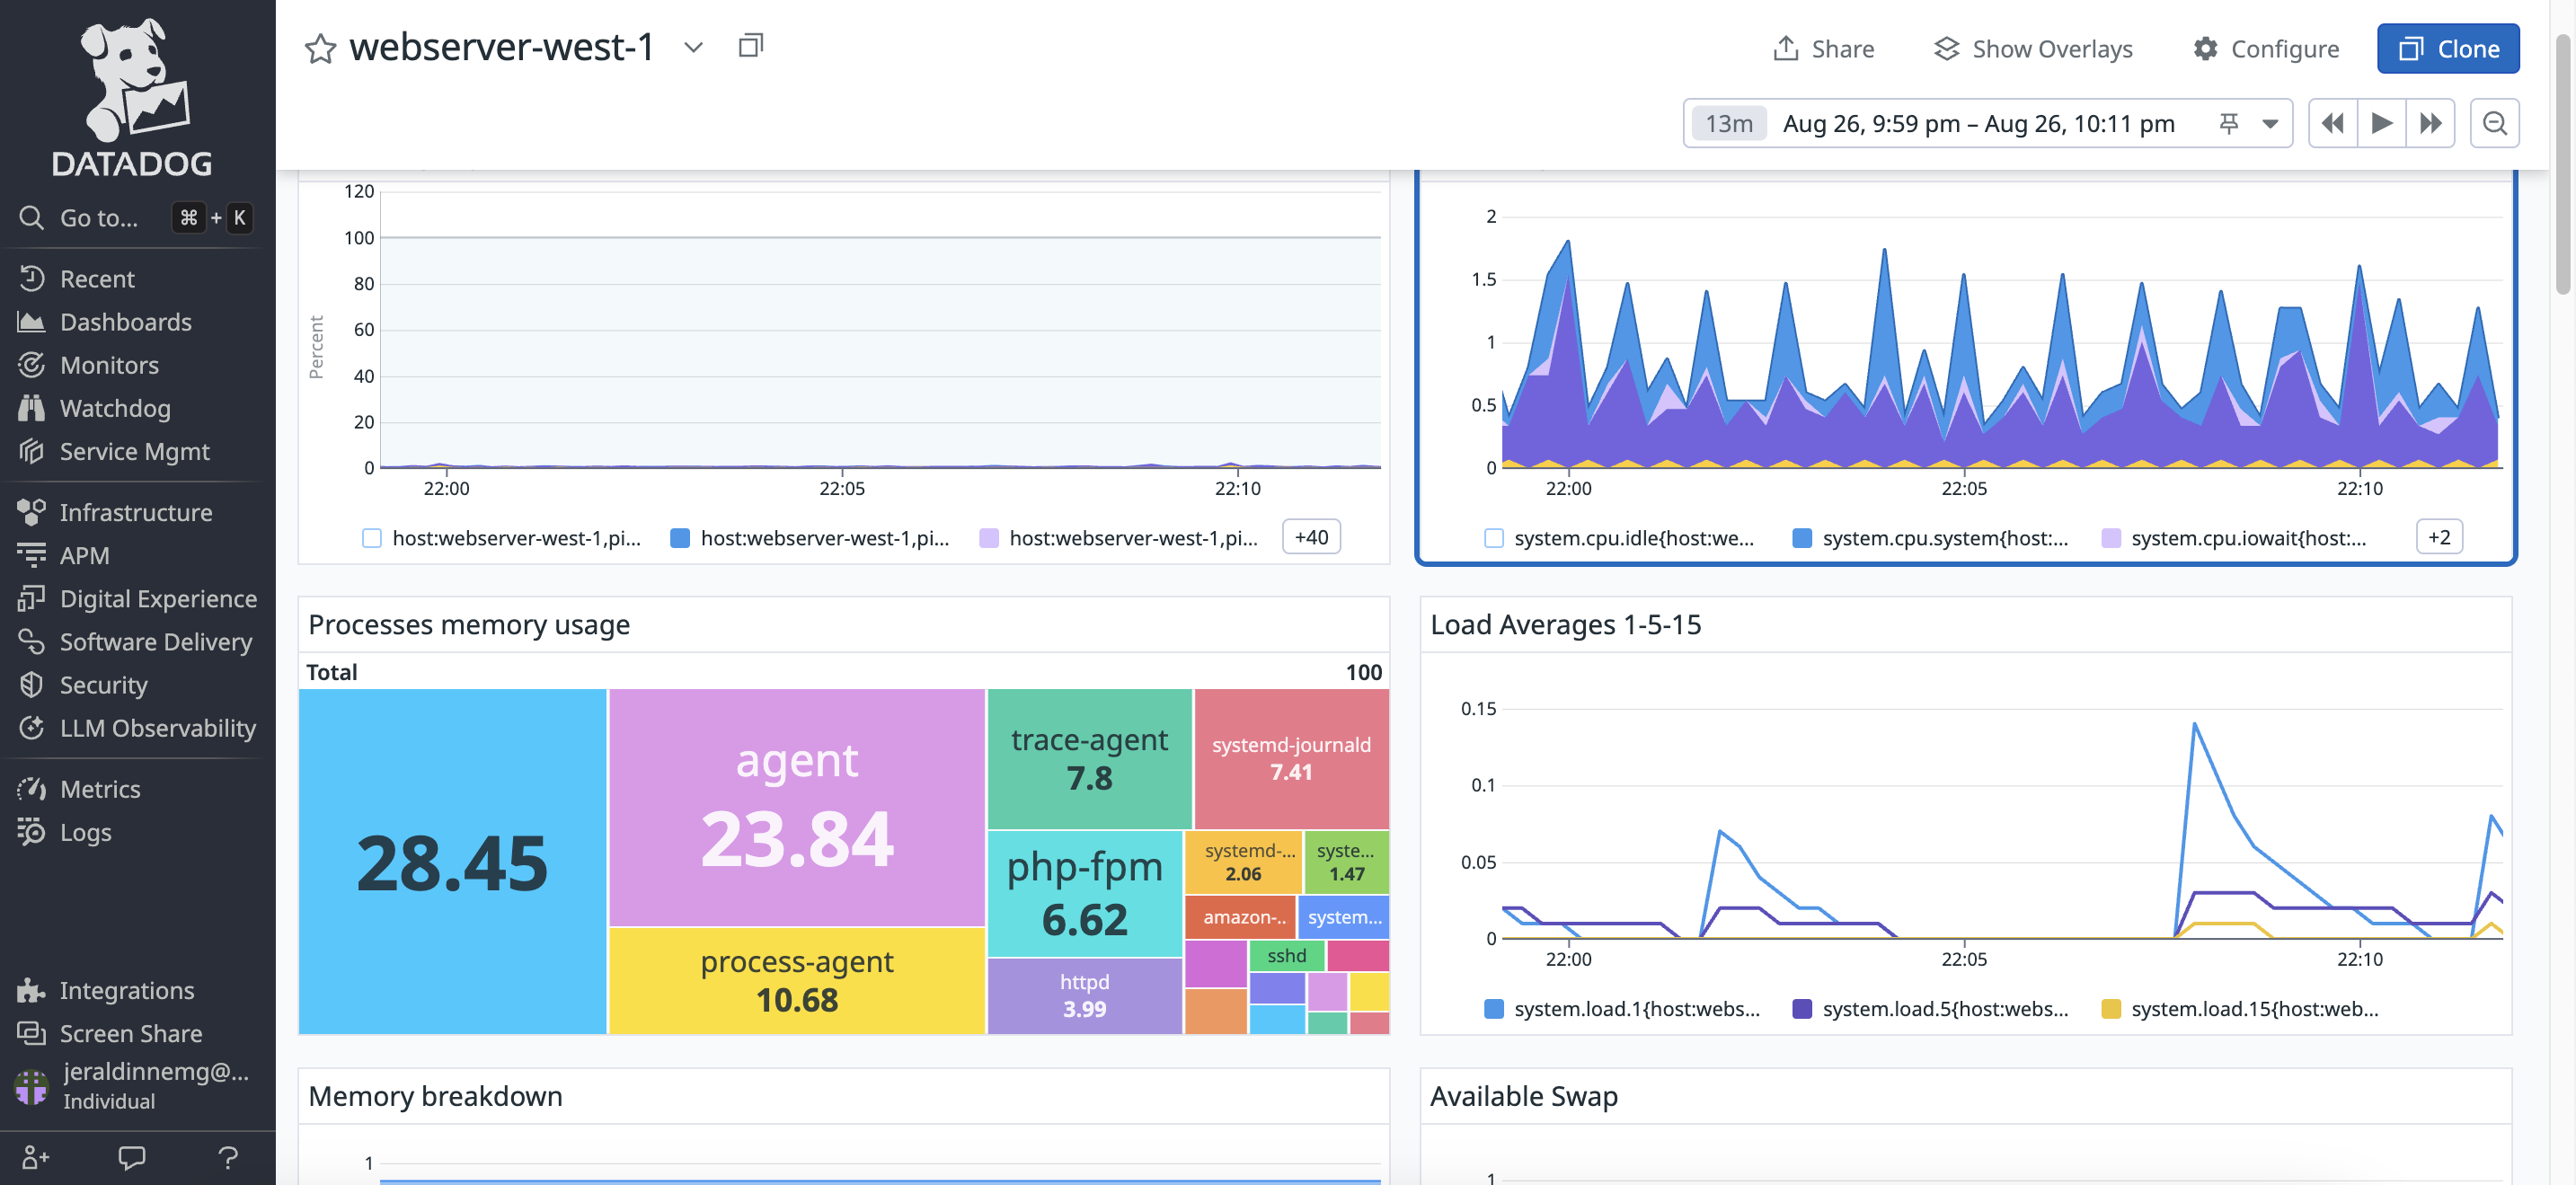 DATADOG
Go to... ⌘ + K
Recent
Dashboards
Monitors
Watchdog
Service Mgmt
Infrastructure
APM
Digital Experience
Software Delivery
Security
LLM Observability
Metrics
Logs
Integrations
Screen Share
jeraldinnemg@...
Individual
?
webserver-west-1
Share
Show Overlays
Configure
Clone
13m Aug 26, 9:59 pm – Aug 26, 10:11 pm
Percent
120
100
80
60
40
20
0
22:00 22:05 22:10
host:webserver-west-1,pi... host:webserver-west-1,pi... host:webserver-west-1,pi... +40
2
1.5
1
0.5
0
22:00 22:05 22:10
system.cpu.idle{host:we... system.cpu.system{host:... system.cpu.iowait{host:... +2
Processes memory usage
Total 100
28.45
agent
23.84
process-agent
10.68
trace-agent
7.8
systemd-journald
7.41
php-fpm
6.62
httpd
3.99
systemd-...
2.06
syste...
1.47
amazon-..
system...
sshd
Load Averages 1-5-15
0.15
0.1
0.05
0
22:00 22:05 22:10
system.load.1{host:webs... system.load.5{host:webs... system.load.15{host:web...
Memory breakdown
1
Available Swap
1